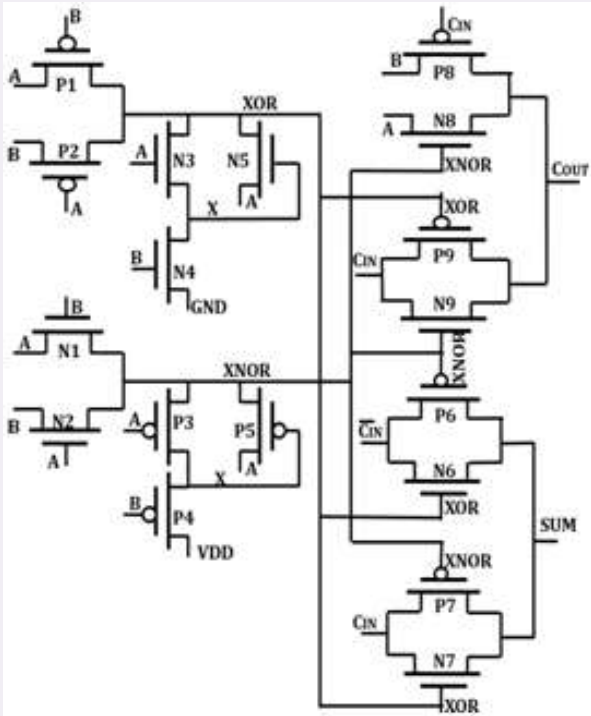 B
A
P1
B
P2
A
XOR
A
N3
N5
X
A
B
N4
GND
B
A
N1
B
N2
A
XNOR
A
P3
P5
X
A
B
P4
VDD
CIN
B
P8
A
N8
XNOR
COUT
XOR
CIN
P9
N9
XNOR
P6
C̅IN
N6
XOR
SUM
XNOR
CIN
P7
N7
XOR